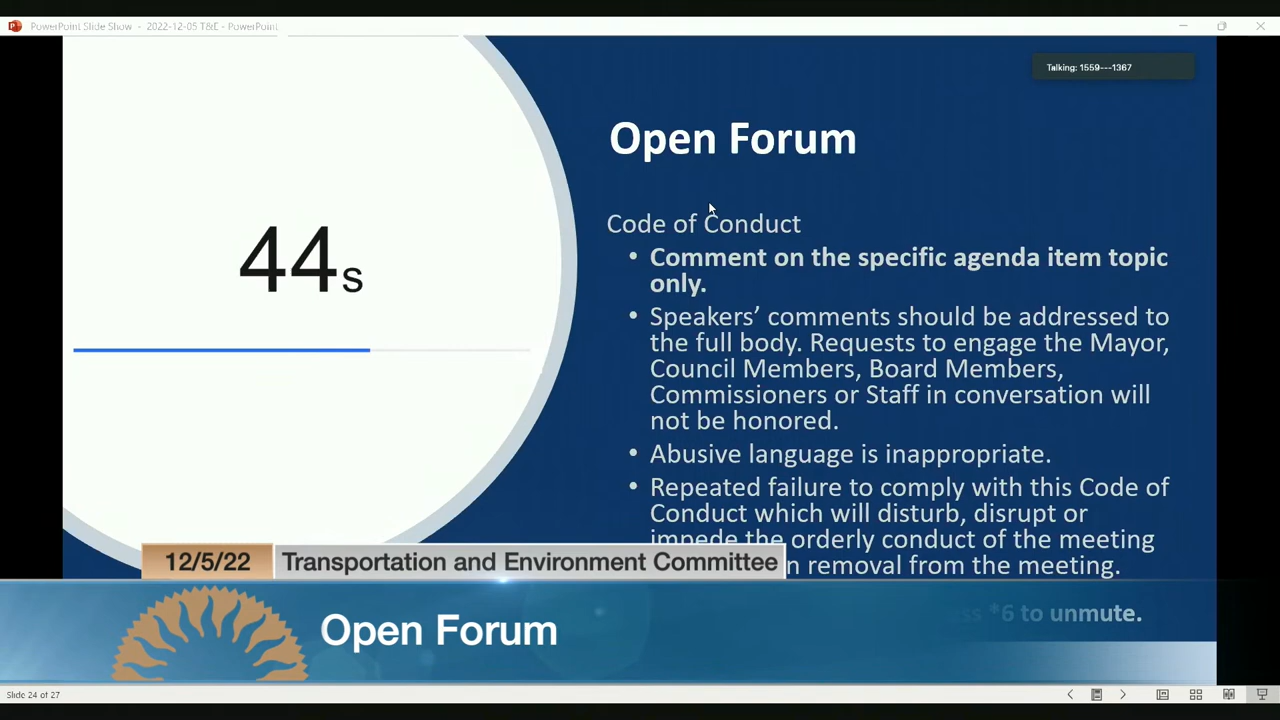 PowerPoint Slide Show - 2022-12-05 T&E - PowerPoint
Talking: 1559---1367
Open Forum
44s
Code of Conduct
• Comment on the specific agenda item topic
only.
• Speakers’ comments should be addressed to
the full body. Requests to engage the Mayor,
Council Members, Board Members,
Commissioners or Staff in conversation will
not be honored.
• Abusive language is inappropriate.
• Repeated failure to comply with this Code of
Conduct which will disturb, disrupt or
impede the orderly conduct of the meeting
removal from the meeting.
*6 to unmute.
12/5/22 Transportation and Environment Committee
Open Forum
Slide 24 of 27